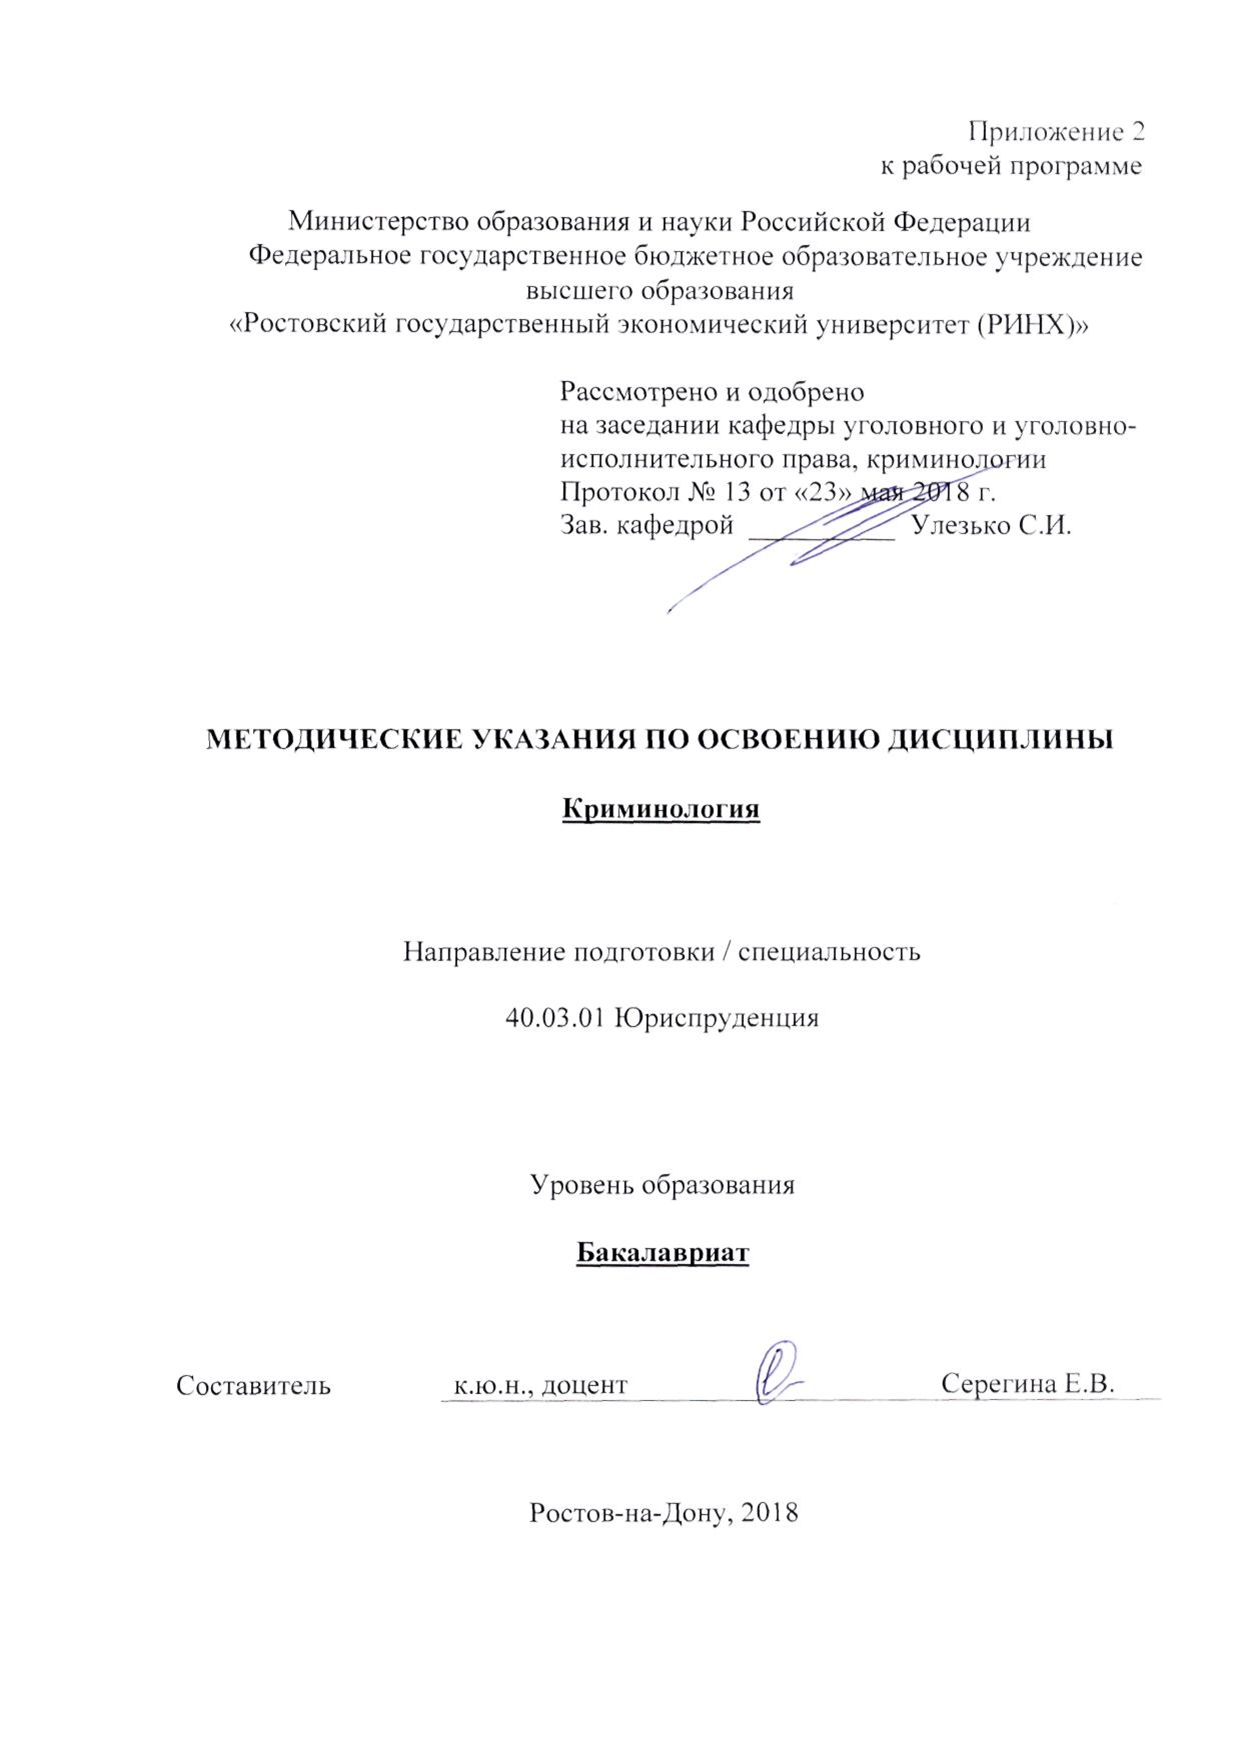 Приложение 2
к рабочей программе
Министерство образования и науки Российской Федерации
Федеральное государственное бюджетное образовательное учреждение
высшего образования
«Ростовский государственный экономический университет (РИНХ)»
Рассмотрено и одобрено
на заседании кафедры уголовного и уголовно-
исполнительного права, криминологии
Протокол № 13 от «23» мая 2018 г.
Зав. кафедрой __________ Улезько С.И.
МЕТОДИЧЕСКИЕ УКАЗАНИЯ ПО ОСВОЕНИЮ ДИСЦИПЛИНЫ
Криминология
Направление подготовки / специальность
40.03.01 Юриспруденция
Уровень образования
Бакалавриат
Составитель к.ю.н., доцент Серегина Е.В.
Ростов-на-Дону, 2018